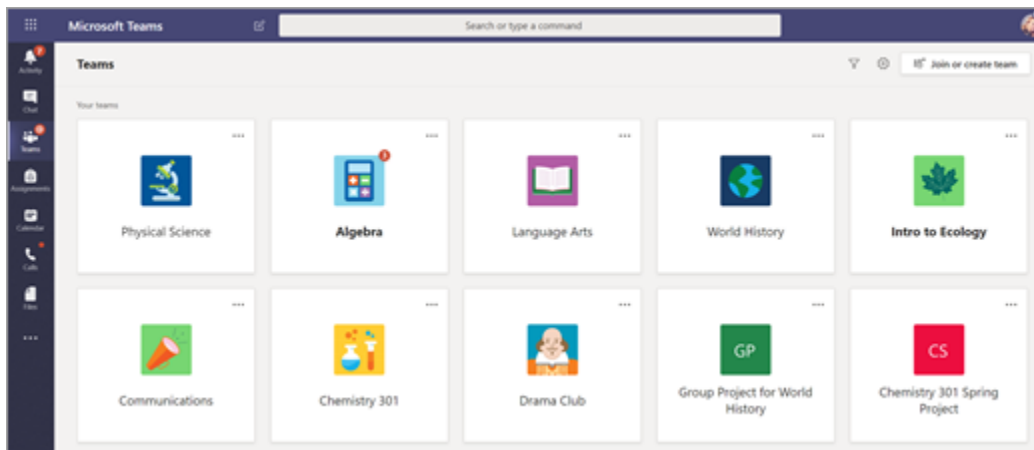 Microsoft Teams
Search or type a command
Activity
2
Chat
Teams
Assignments
Calendar
Calls
Files
Teams
Join or create team
Your teams
Physical Science
Algebra
Language Arts
World History
Intro to Ecology
Communications
Chemistry 301
Drama Club
GP
Group Project for World
History
CS
Chemistry 301 Spring
Project